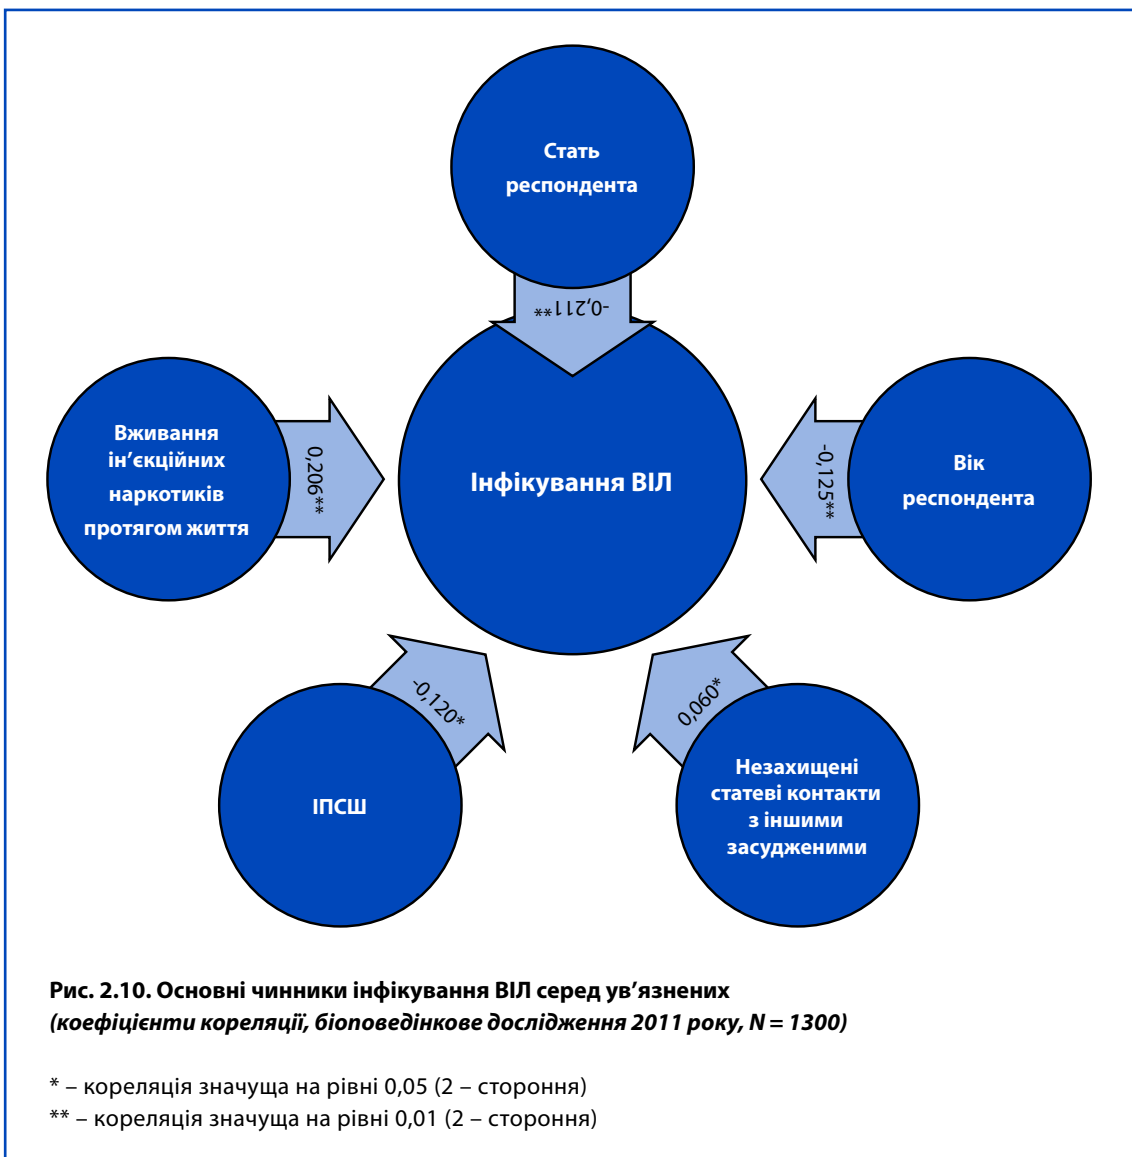 Стать
респондента
-0,211**
Вживання
ін’єкційних
наркотиків
протягом життя
0,206**
Інфікування ВІЛ
-0,125**
Вік
респондента
-0,120*
ІПСШ
0,060*
Незахищені
статеві контакти
з іншими
засудженими
Рис. 2.10. Основні чинники інфікування ВІЛ серед ув’язнених
(коефіцієнти кореляції, біоповедінкове дослідження 2011 року, N = 1300)
* – кореляція значуща на рівні 0,05 (2 – стороння)
** – кореляція значуща на рівні 0,01 (2 – стороння)